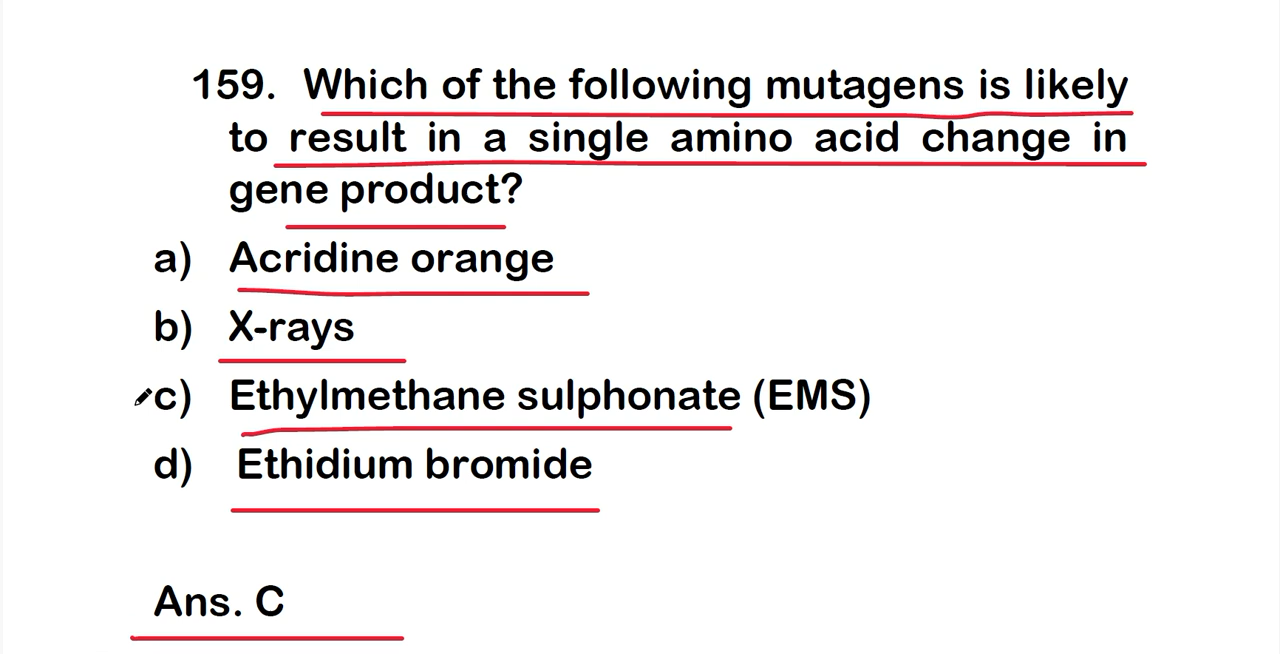 159. Which of the following mutagens is likely
to result in a single amino acid change in
gene product?
a) Acridine orange
b) X-rays
c) Ethylmethane sulphonate (EMS)
d) Ethidium bromide
Ans. C